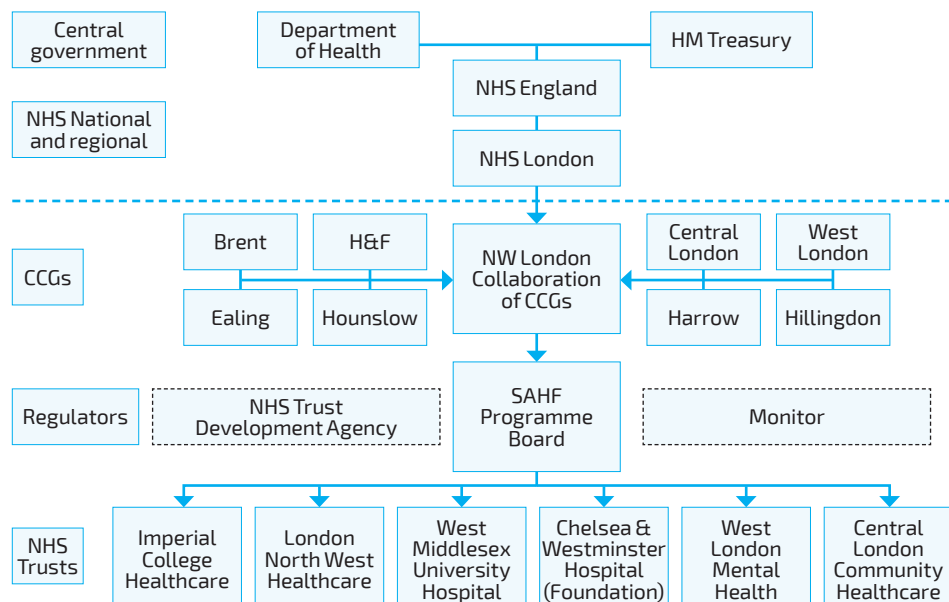 Central
government
Department
of Health
HM Treasury
NHS England
NHS National
and regional
NHS London
CCGs
Brent
H&F
NW London
Collaboration
of CCGs
Central
London
West
London
Ealing
Hounslow
Harrow
Hillingdon
Regulators
NHS Trust
Development Agency
SAHF
Programme
Board
Monitor
NHS
Trusts
Imperial
College
Healthcare
London
North West
Healthcare
West
Middlesex
University
Hospital
Chelsea &
Westminster
Hospital
(Foundation)
West
London
Mental
Health
Central
London
Community
Healthcare